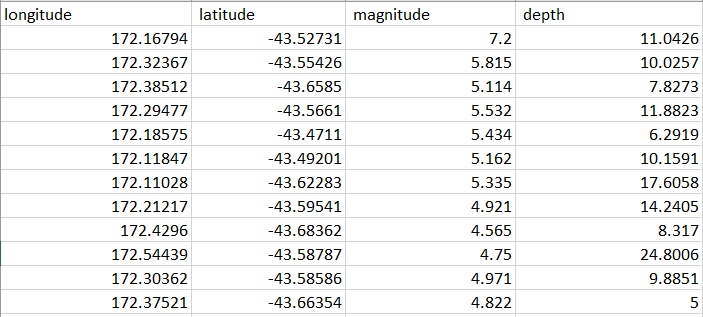 longitude latitude magnitude depth
172.16794 -43.52731 7.2 11.0426
172.32367 -43.55426 5.815 10.0257
172.38512 -43.6585 5.114 7.8273
172.29477 -43.5661 5.532 11.8823
172.18575 -43.4711 5.434 6.2919
172.11847 -43.49201 5.162 10.1591
172.11028 -43.62283 5.335 17.6058
172.21217 -43.59541 4.921 14.2405
172.4296 -43.68362 4.565 8.317
172.54439 -43.58787 4.75 24.8006
172.30362 -43.58586 4.971 9.8851
172.37521 -43.66354 4.822 5